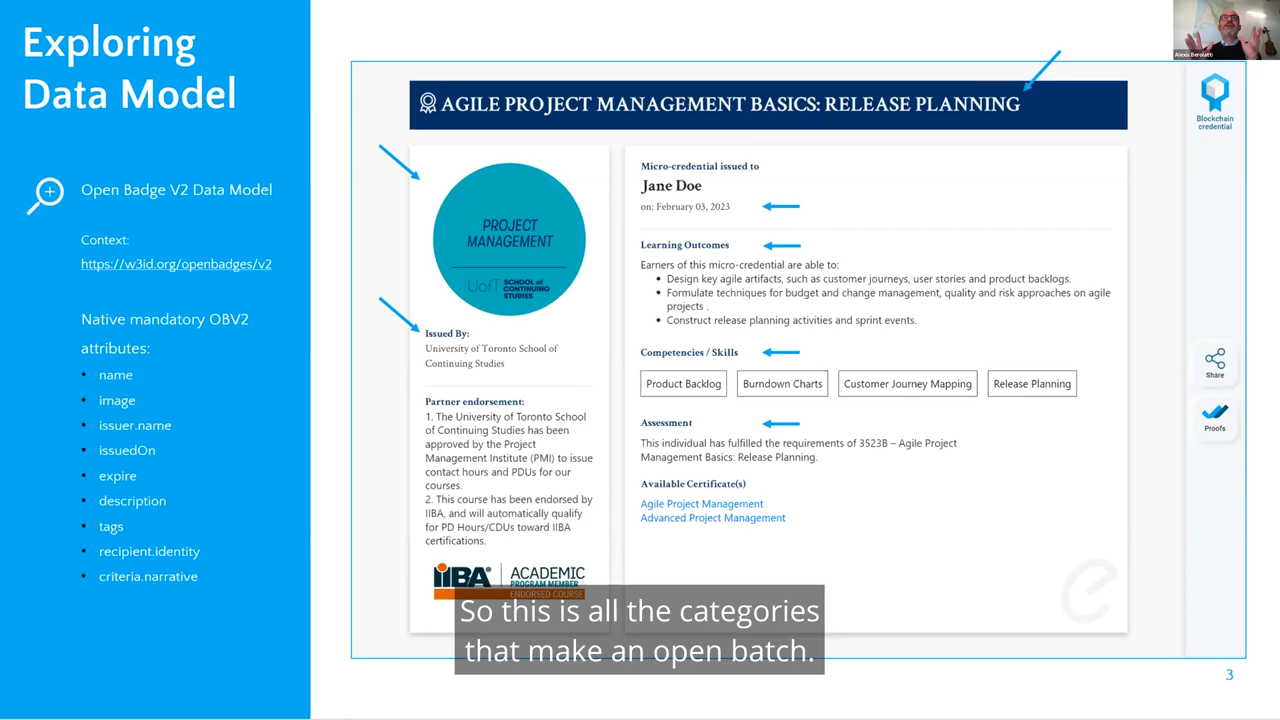 Exploring
Data Model
Open Badge V2 Data Model
Context:
https://w3id.org/openbadges/v2
Native mandatory OBV2
attributes:
• name
• image
• issuer.name
• issuedOn
• expire
• description
• tags
• recipient.identity
• criteria.narrative
AGILE PROJECT MANAGEMENT BASICS: RELEASE PLANNING
PROJECT
MANAGEMENT
UofT SCHOOL of
CONTINUING
STUDIES
Issued By:
University of Toronto School of
Continuing Studies
Partner endorsement:
1. The University of Toronto School
of Continuing Studies has been
approved by the Project
Management Institute (PMI) to issue
contact hours and PDUs for our
courses.
2. This course has been endorsed by
IIBA, and will automatically qualify
for PD Hours/CDUs toward IIBA
certifications.
IIBA® ACADEMIC
PROGRAM MEMBER
ENDORSED COURSE
Micro-credential issued to
Jane Doe
on: February 03, 2023
Learning Outcomes
Earners of this micro-credential are able to:
• Design key agile artifacts, such as customer journeys, user stories and product backlogs.
• Formulate techniques for budget and change management, quality and risk approaches on agile
projects .
• Construct release planning activities and sprint events.
Competencies / Skills
Product Backlog Burndown Charts Customer Journey Mapping Release Planning
Assessment
This individual has fulfilled the requirements of 3523B – Agile Project
Management Basics: Release Planning.
Available Certificate(s)
Agile Project Management
Advanced Project Management
Blockchain
credential
Share
Proofs
Alexis Berolatti
So this is all the categories
that make an open batch.
3